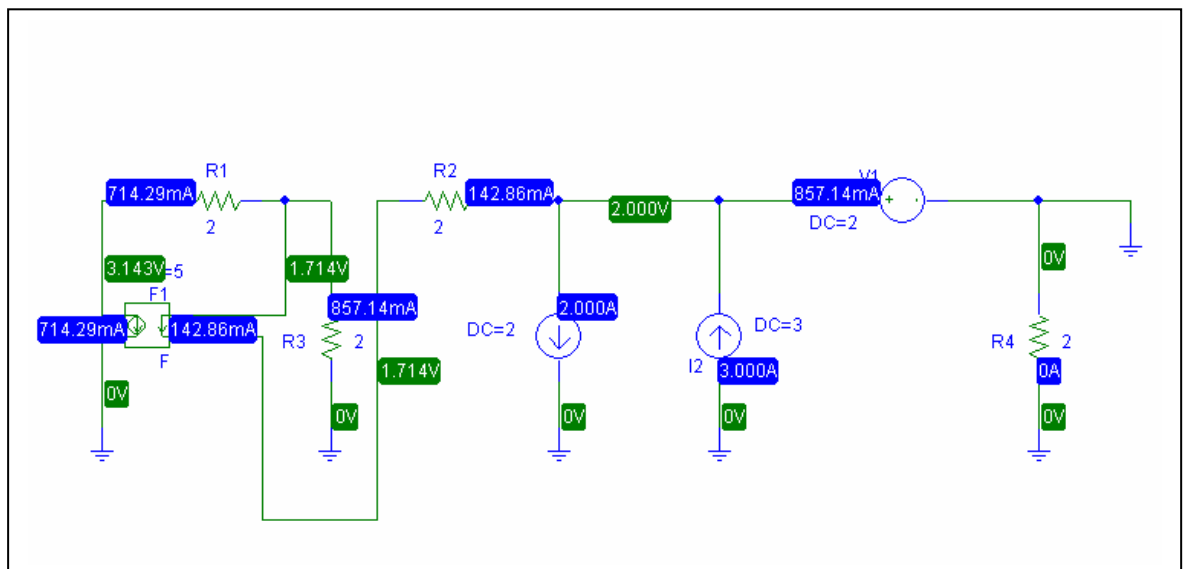 R1
R2
V1
714.29mA
142.86mA
857.14mA
2.000V
2
2
DC=2
3.143V
=5
1.714V
0V
F1
857.14mA
2.000A
714.29mA
142.86mA
DC=2
DC=3
R3
2
R4
2
F
I2
1.714V
3.000A
0A
0V
0V
0V
0V
0V